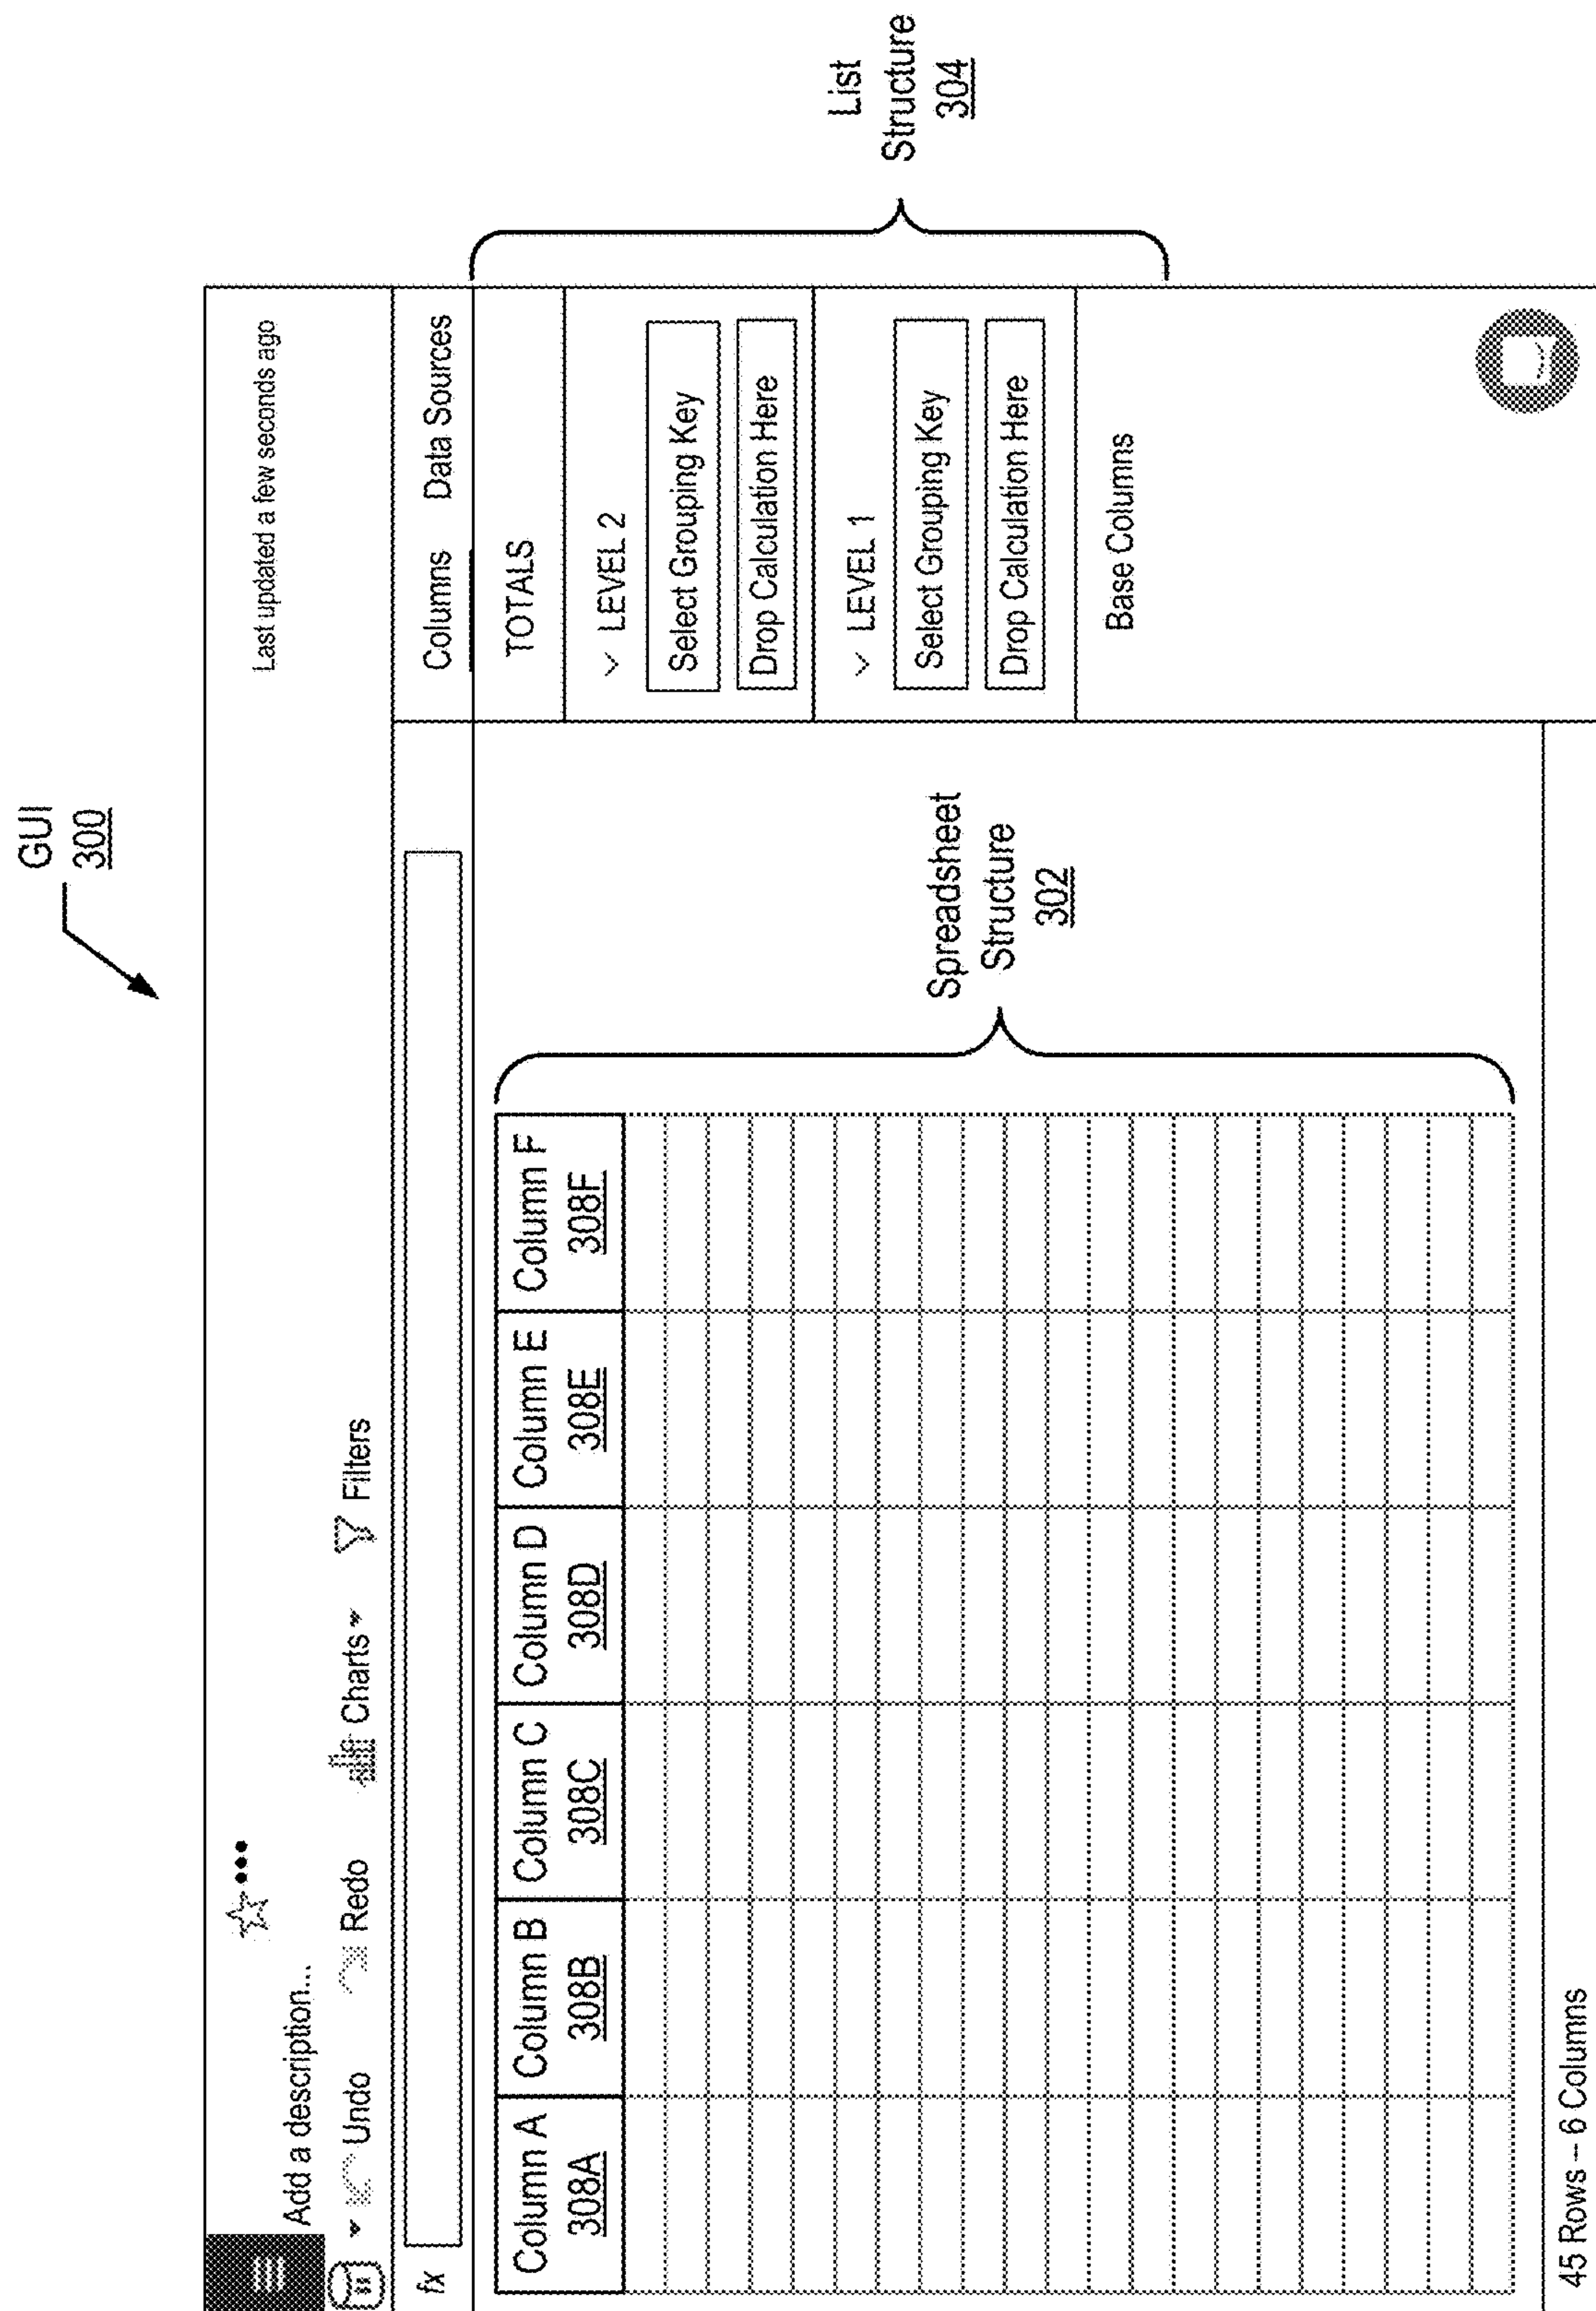 GUI
300
Last updated a few seconds ago
Add a description...
Undo Redo Charts Filters
fx
Columns Data Sources
TOTALS
LEVEL 2
Select Grouping Key
Drop Calculation Here
LEVEL 1
Select Grouping Key
Drop Calculation Here
Base Columns
List
Structure
304
Column A Column B Column C Column D Column E Column F
308A 308B 308C 308D 308E 308F
Spreadsheet
Structure
302
45 Rows – 6 Columns